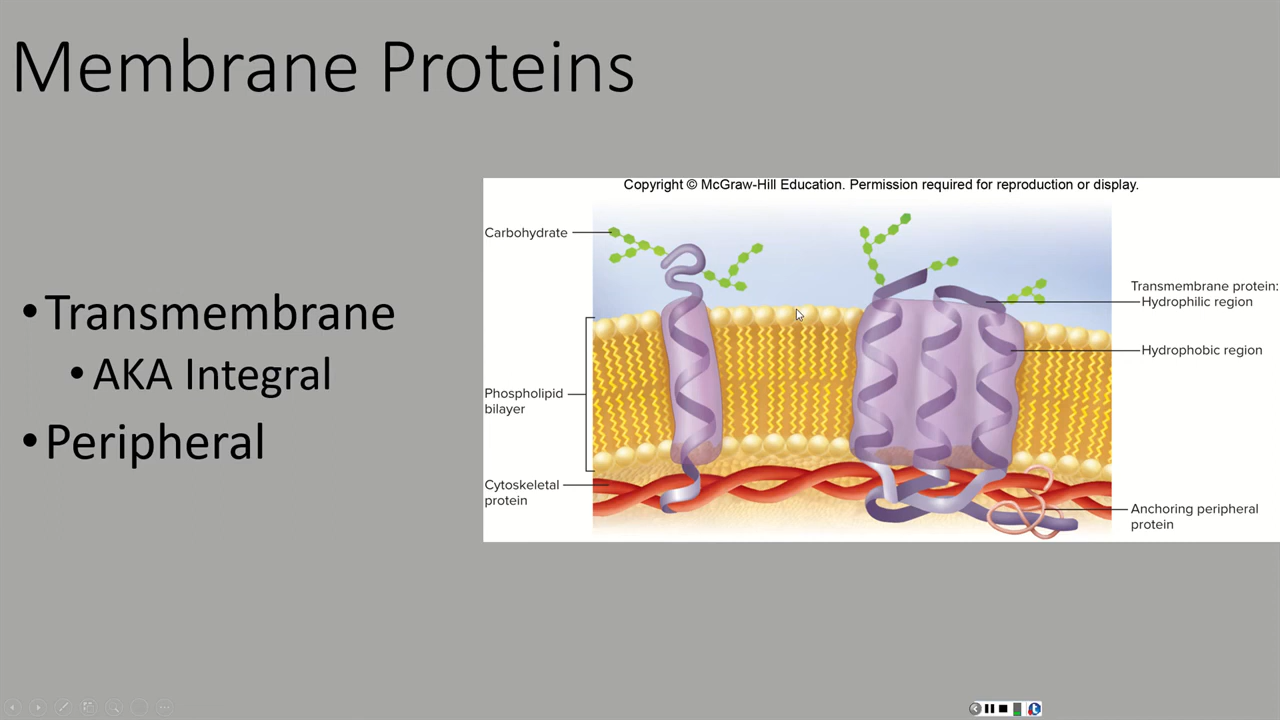 Membrane Proteins
•Transmembrane
•AKA Integral
•Peripheral
Copyright © McGraw-Hill Education. Permission required for reproduction or display.
Carbohydrate
Phospholipid
bilayer
Cytoskeletal
protein
Transmembrane protein:
Hydrophilic region
Hydrophobic region
Anchoring peripheral
protein